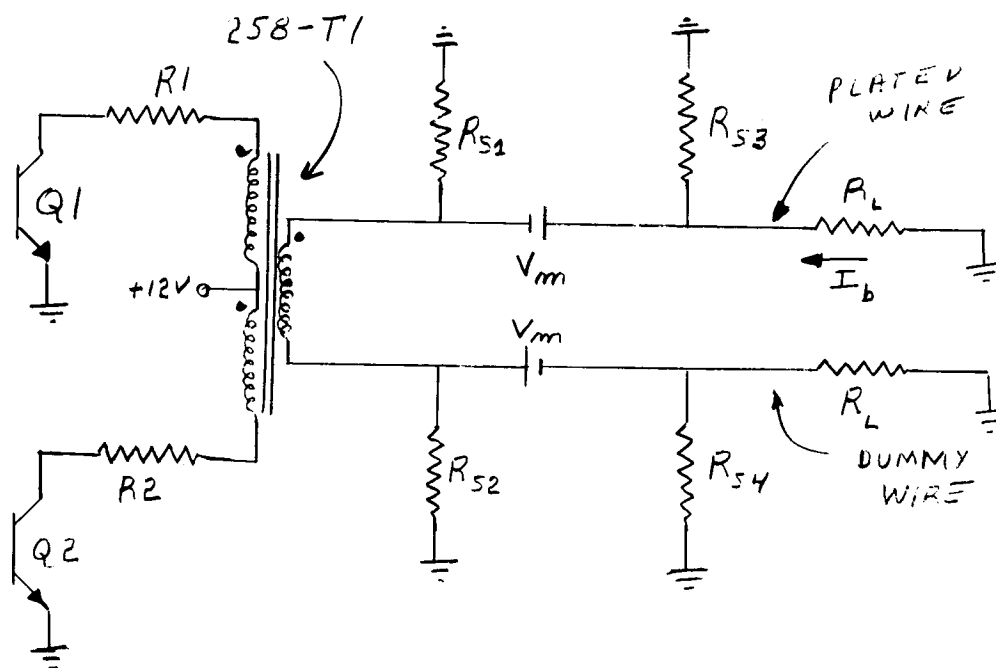 258-T1
R1
Q1
RS1
RS3
PLATED
WIRE
RL
Vm
Ib
+12V
Vm
RL
R2
RS2
RS4
DUMMY
WIRE
Q2